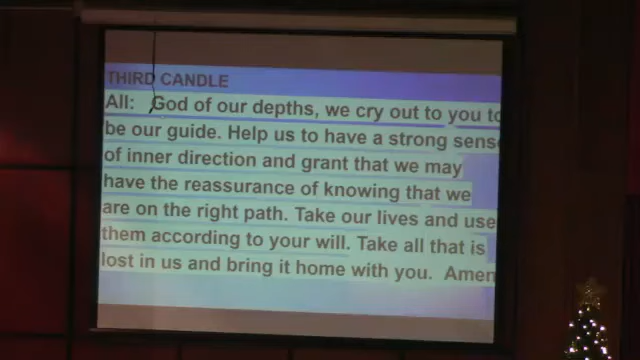 THIRD CANDLE
All: God of our depths, we cry out to you to
be our guide. Help us to have a strong sens
of inner direction and grant that we may
have the reassurance of knowing that we
are on the right path. Take our lives and use
them according to your will. Take all that is
lost in us and bring it home with you. Amen